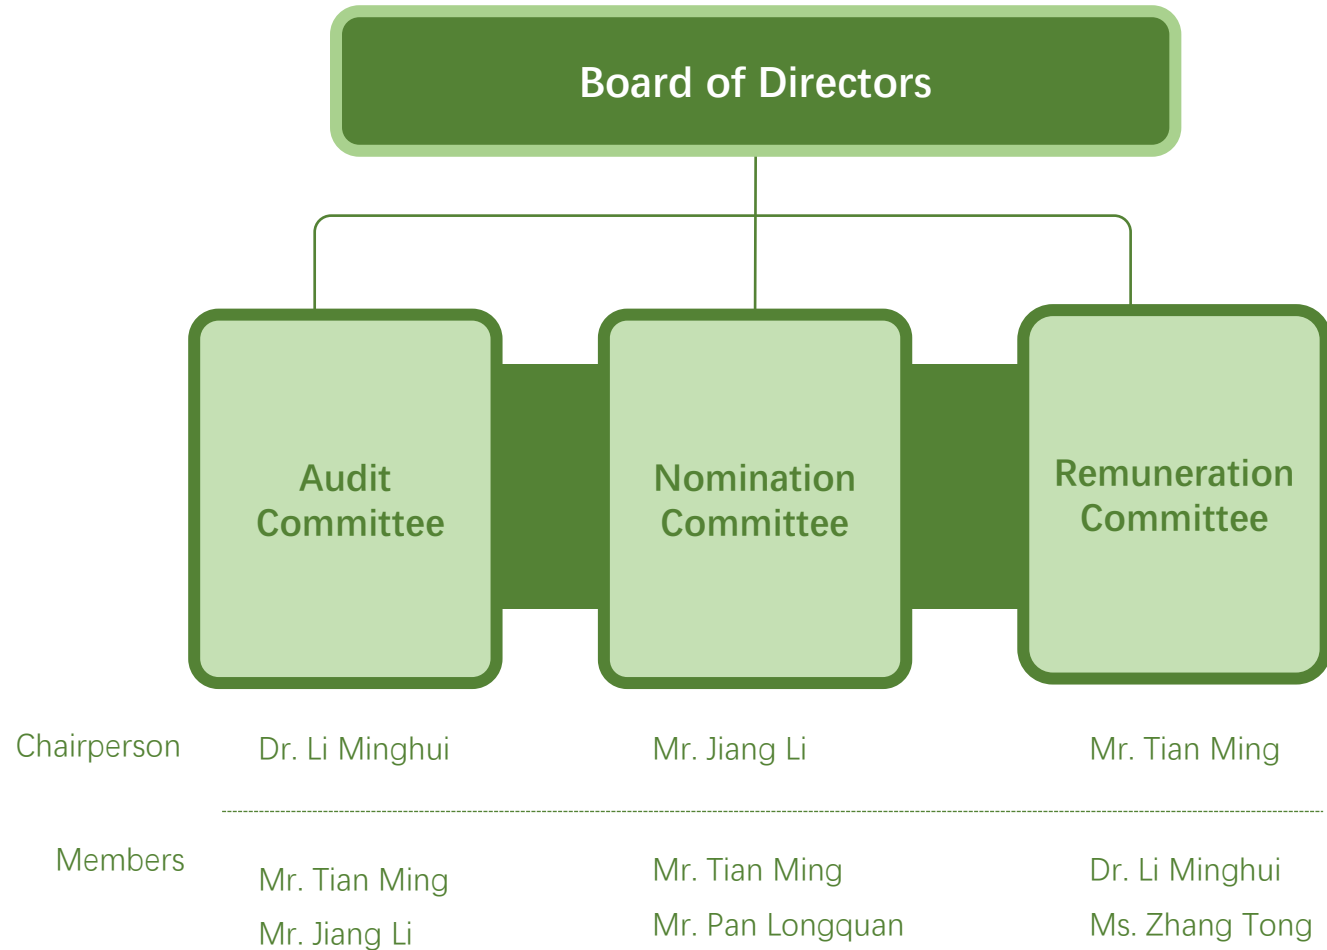 Board of Directors
Audit
Committee
Nomination
Committee
Remuneration
Committee
Chairperson
Dr. Li Minghui
Mr. Jiang Li
Mr. Tian Ming
Members
Mr. Tian Ming
Mr. Jiang Li
Mr. Tian Ming
Mr. Pan Longquan
Dr. Li Minghui
Ms. Zhang Tong